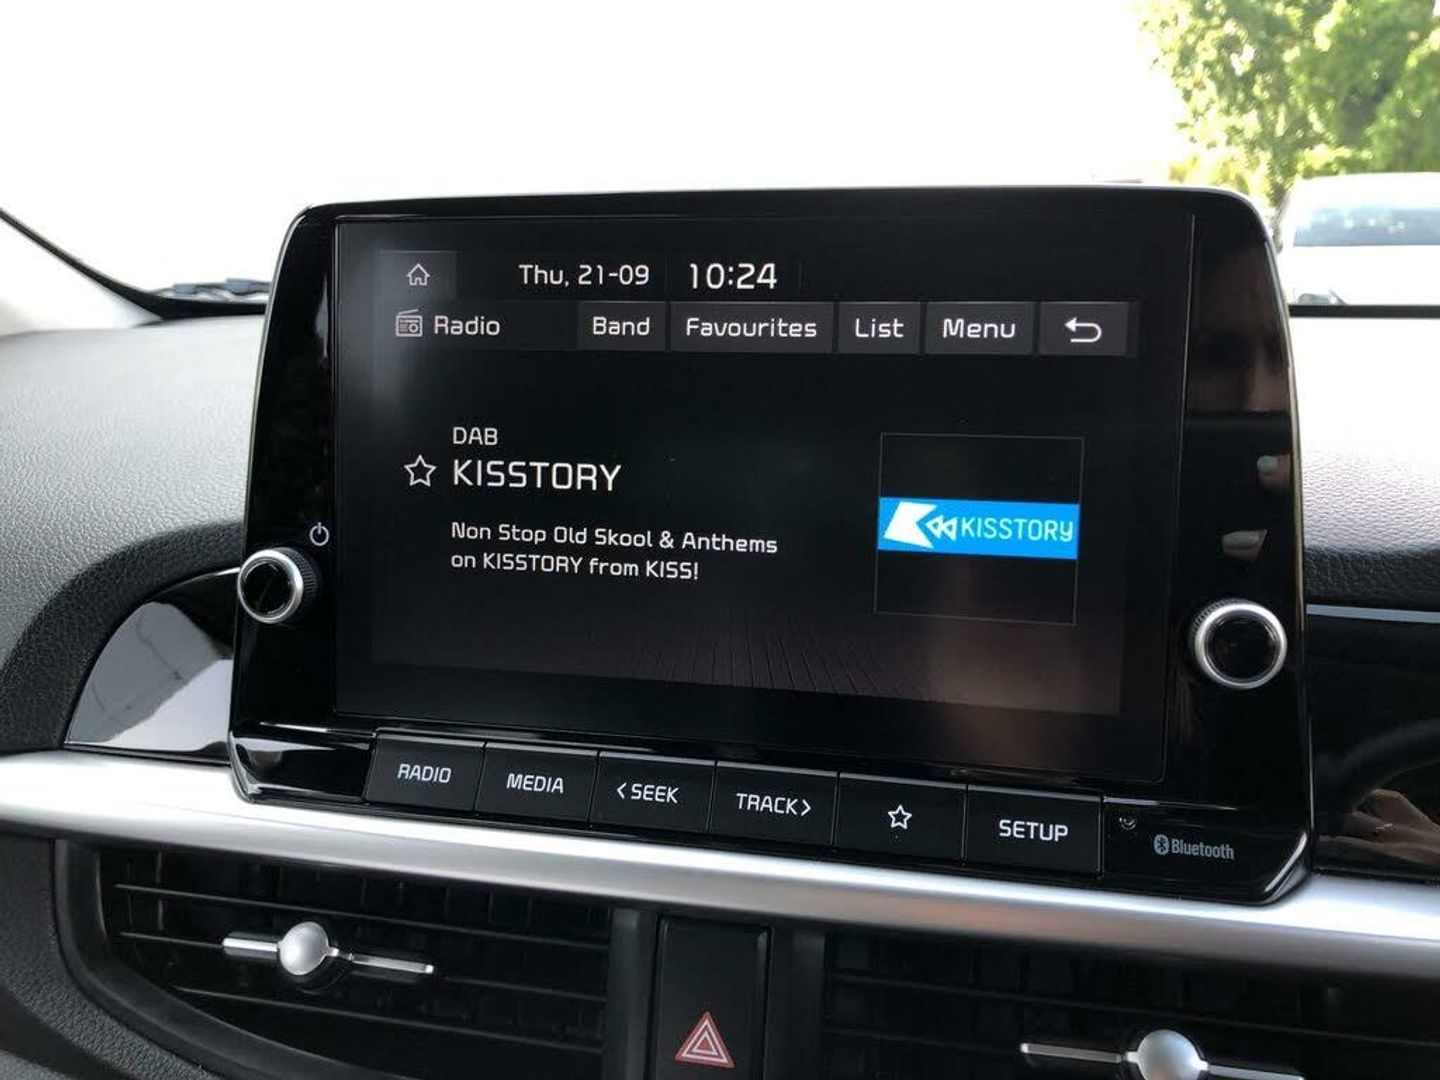 Thu, 21-09 10:24
Radio Band Favourites List Menu
DAB
KISSTORY
Non Stop Old Skool & Anthems
on KISSTORY from KISS!
KISSTORY
RADIO MEDIA <SEEK TRACK> SETUP
Bluetooth